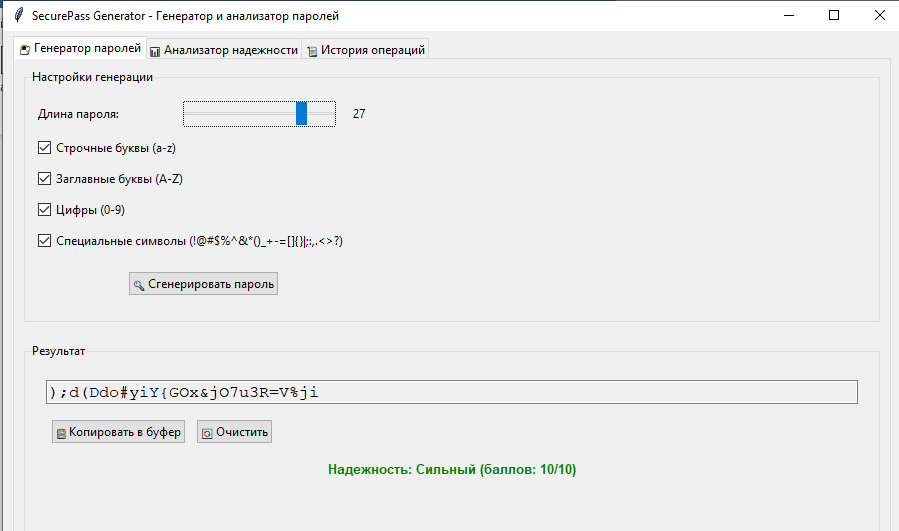 SecurePass Generator - Генератор и анализатор паролей
Генератор паролей Анализатор надежности История операций
Настройки генерации
Длина пароля: 27
Строчные буквы (a-z)
Заглавные буквы (A-Z)
Цифры (0-9)
Специальные символы (!@#$%^&*()_+-=[]{}|;:,.<>?)
Сгенерировать пароль
Результат
);d(Ddo#yiY{GOx&jO7u3R=V%ji
Копировать в буфер Очистить
Надежность: Сильный (баллов: 10/10)